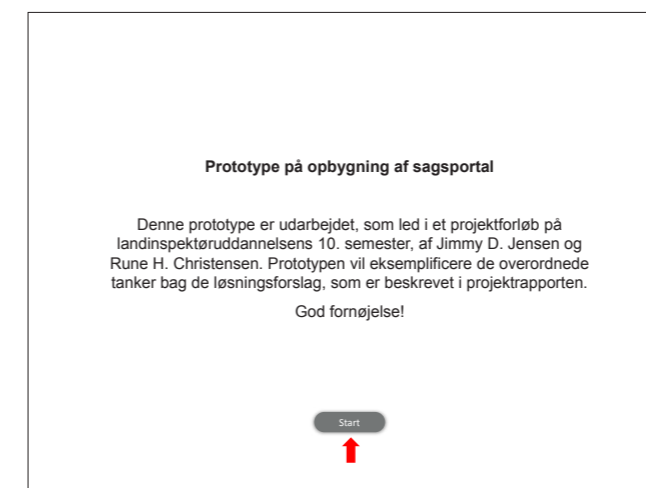 Prototype på opbygning af sagsportal
Denne prototype er udarbejdet, som led i et projektforløb på
landinspektøruddannelsens 10. semester, af Jimmy D. Jensen og
Rune H. Christensen. Prototypen vil eksemplificere de overordnede
tanker bag de løsningsforslag, som er beskrevet i projektrapporten.
God fornøjelse!
Start